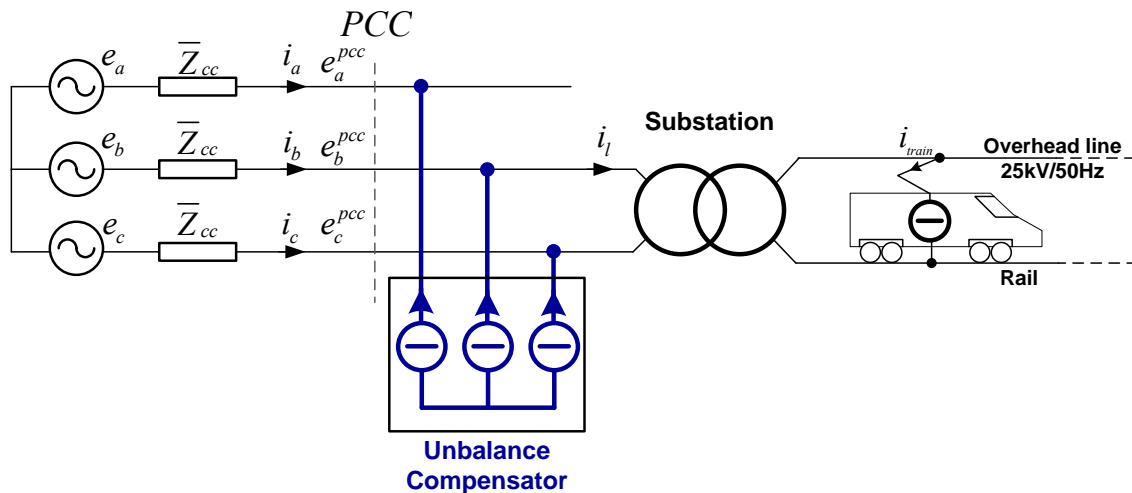 PCC
e_a Z̅_cc i_a e_a^pcc
e_b Z̅_cc i_b e_b^pcc
e_c Z̅_cc i_c e_c^pcc
i_l
Substation
i_train
Overhead line
25kV/50Hz
Rail
Unbalance
Compensator